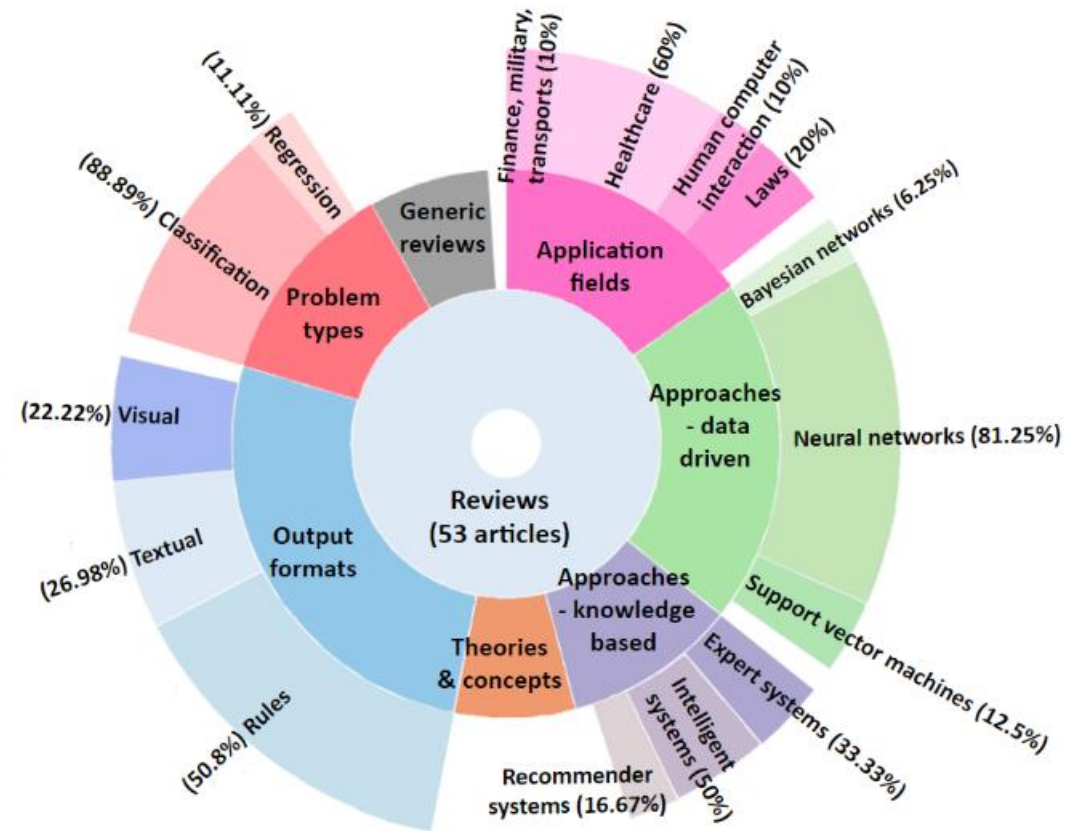 Finance, military,
transports (10%)
Healthcare (60%)
Human computer
interaction (10%)
Laws (20%)
Application
fields
Bayesian networks (6.25%)
Neural networks (81.25%)
Support vector machines (12.5%)
Approaches
- data
driven
Expert systems (33.33%)
Intelligent
systems (50%)
Recommender
systems (16.67%)
Approaches
- knowledge
based
Theories
& concepts
Output
formats
(50.8%) Rules
(26.98%) Textual
(22.22%) Visual
Problem
types
(88.89%) Classification
(11.11%) Regression
Generic
reviews
Reviews
(53 articles)